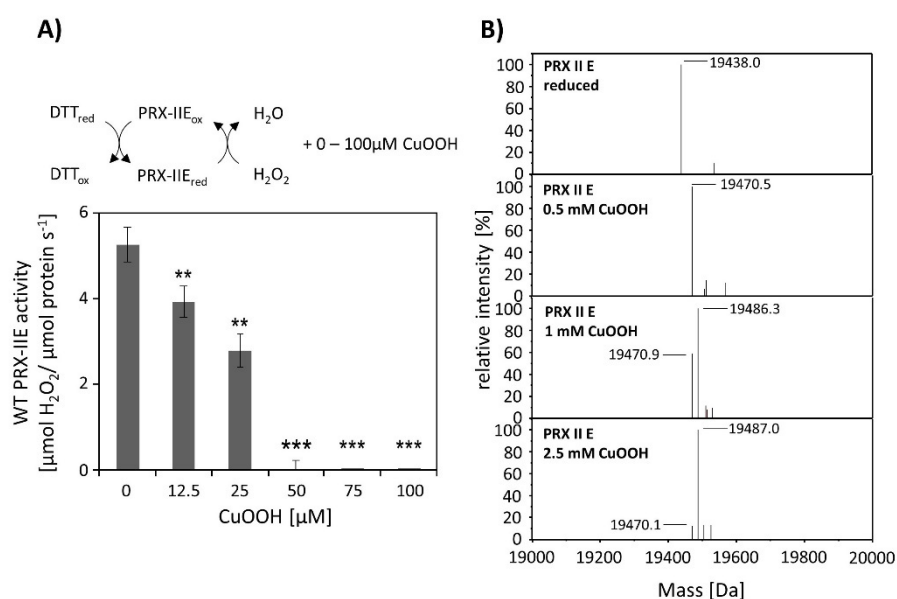 A)
DTTred PRX-IIEox H2O
+ 0 – 100µM CuOOH
DTTox PRX-IIEred H2O2
WT PRX-IIE activity
[µmol H2O2/ µmol protein s-1]
6
4
2
0
**
**
***
***
***
0 12.5 25 50 75 100
CuOOH [µM]
B)
relative intensity [%]
PRX II E
reduced
19438.0
100
80
60
40
20
0
PRX II E
0.5 mM CuOOH
19470.5
100
80
60
40
20
0
PRX II E
1 mM CuOOH
19486.3
19470.9
100
80
60
40
20
0
PRX II E
2.5 mM CuOOH
19487.0
19470.1
100
80
60
40
20
0
19000 19200 19400 19600 19800 20000
Mass [Da]